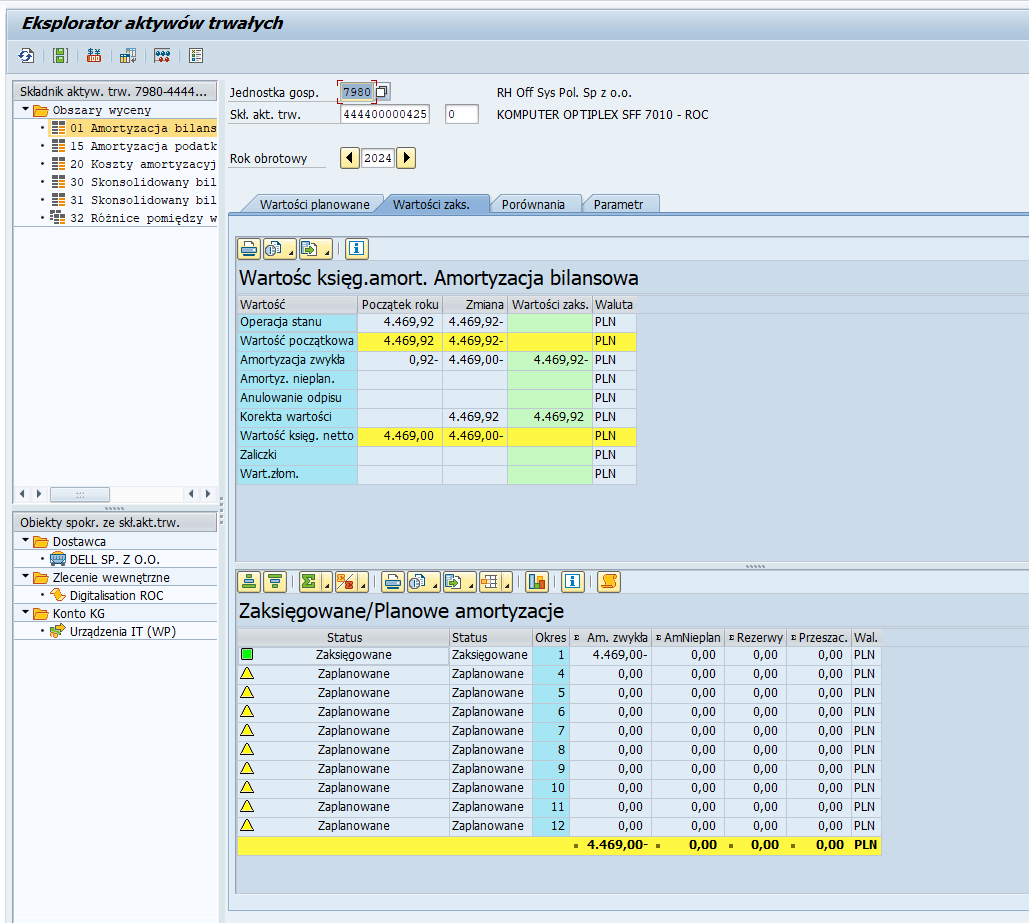 Eksplorator aktywów trwałych
Składnik aktyw. trw. 7980-4444...
Obszary wyceny
01 Amortyzacja bilans
15 Amortyzacja podatk
20 Koszty amortyzacyj
30 Skonsolidowany bil
31 Skonsolidowany bil
32 Różnice pomiędzy w
Obiekty spokr. ze skł.akt.trw.
Dostawca
DELL SP. Z O.O.
Zlecenie wewnętrzne
Digitalisation ROC
Konto KG
Urządzenia IT (WP)
Jednostka gosp. 7980 RH Off Sys Pol. Sp z o.o.
Skł. akt. trw. 444400000425 0 KOMPUTER OPTIPLEX SFF 7010 - ROC
Rok obrotowy 2024
Wartości planowane Wartości zaks. Porównania Parametr
Wartośc księg.amort. Amortyzacja bilansowa
Wartość Początek roku Zmiana Wartości zaks. Waluta
Operacja stanu 4.469,92 4.469,92- PLN
Wartość początkowa 4.469,92 4.469,92- PLN
Amortyzacja zwykła 0,92- 4.469,00- 4.469,92- PLN
Amortyz. nieplan. PLN
Anulowanie odpisu PLN
Korekta wartości 4.469,92 4.469,92 PLN
Wartość księg. netto 4.469,00 4.469,00- PLN
Zaliczki PLN
Wart.złom. PLN
Zaksięgowane/Planowe amortyzacje
Status Status Okres Am. zwykła AmNieplan Rezerwy Przeszac. Wal.
Zaksięgowane Zaksięgowane 1 4.469,00- 0,00 0,00 0,00 PLN
Zaplanowane Zaplanowane 4 0,00 0,00 0,00 0,00 PLN
Zaplanowane Zaplanowane 5 0,00 0,00 0,00 0,00 PLN
Zaplanowane Zaplanowane 6 0,00 0,00 0,00 0,00 PLN
Zaplanowane Zaplanowane 7 0,00 0,00 0,00 0,00 PLN
Zaplanowane Zaplanowane 8 0,00 0,00 0,00 0,00 PLN
Zaplanowane Zaplanowane 9 0,00 0,00 0,00 0,00 PLN
Zaplanowane Zaplanowane 10 0,00 0,00 0,00 0,00 PLN
Zaplanowane Zaplanowane 11 0,00 0,00 0,00 0,00 PLN
Zaplanowane Zaplanowane 12 0,00 0,00 0,00 0,00 PLN
4.469,00- 0,00 0,00 0,00 PLN